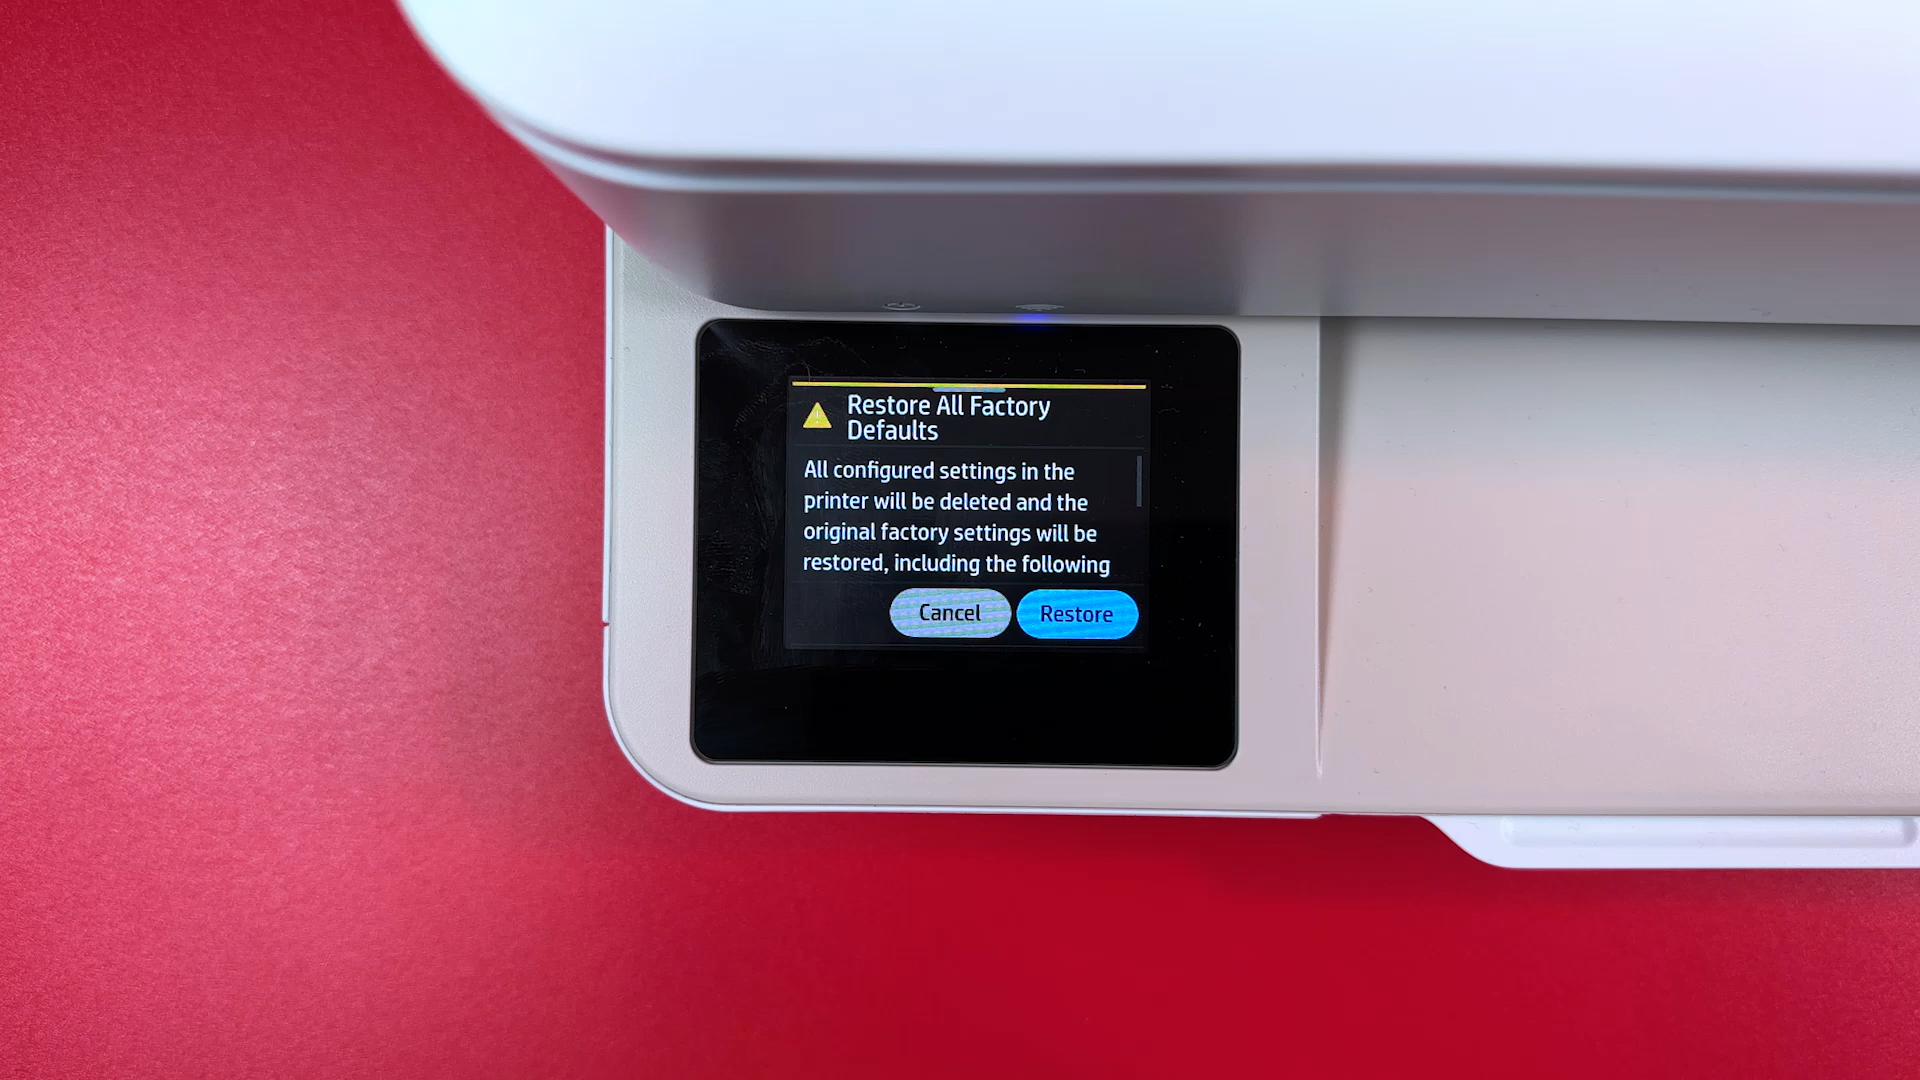 Restore All Factory
Defaults
All configured settings in the
printer will be deleted and the
original factory settings will be
restored, including the following
Cancel
Restore